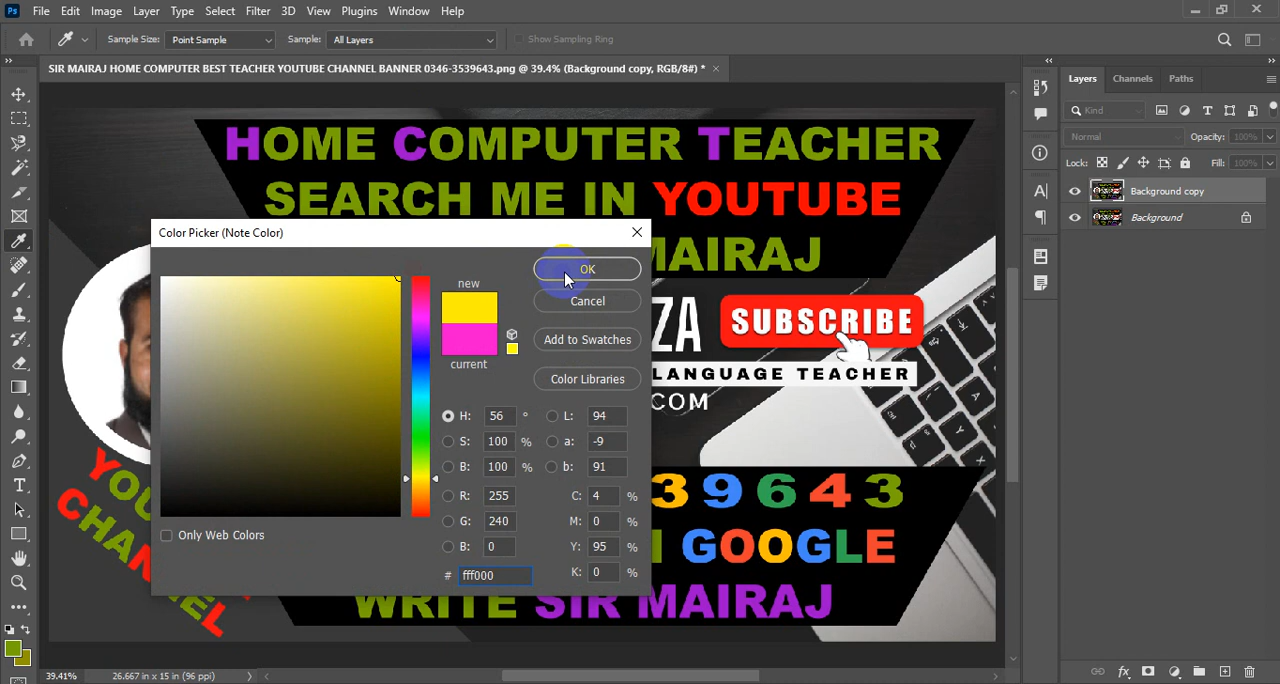 Ps File Edit Image Layer Type Select Filter 3D View Plugins Window Help
Sample Size: Point Sample Sample: All Layers Show Sampling Ring
SIR MAIRAJ HOME COMPUTER BEST TEACHER YOUTUBE CHANNEL BANNER 0346-3539643.png @ 39.4% (Background copy, RGB/8#) *
HOME COMPUTER TEACHER
SEARCH ME IN YOUTUBE
MAIRAJ
ZA SUBSCRIBE
LANGUAGE TEACHER
COM
39643
GOOGLE
WRITE SIR MAIRAJ
CHANNEL
Color Picker (Note Color)
new
current
OK
Cancel
Add to Swatches
Color Libraries
H: 56 ° L: 94
S: 100 % a: -9
B: 100 % b: 91
R: 255 C: 4 %
G: 240 M: 0 %
B: 0 Y: 95 %
# fff000 K: 0 %
Only Web Colors
Layers Channels Paths
Kind
Normal Opacity: 100%
Lock: Fill: 100%
Background copy
Background
39.41% 26.667 in x 15 in (96 ppi)